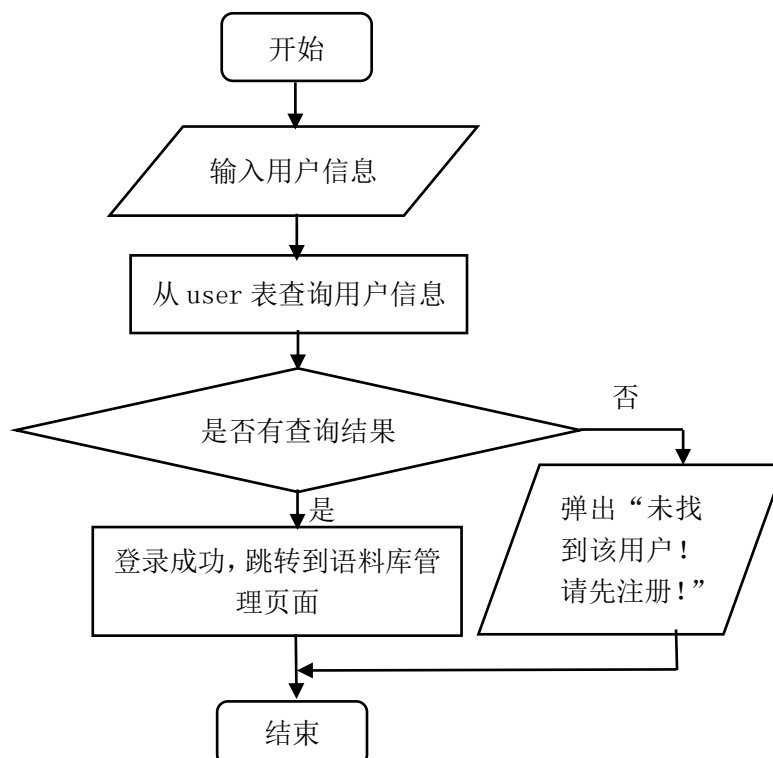 开始
输入用户信息
从 user 表查询用户信息
是否有查询结果
否
是
登录成功，跳转到语料库管
理页面
弹出“未找
到该用户！
请先注册！”
结束